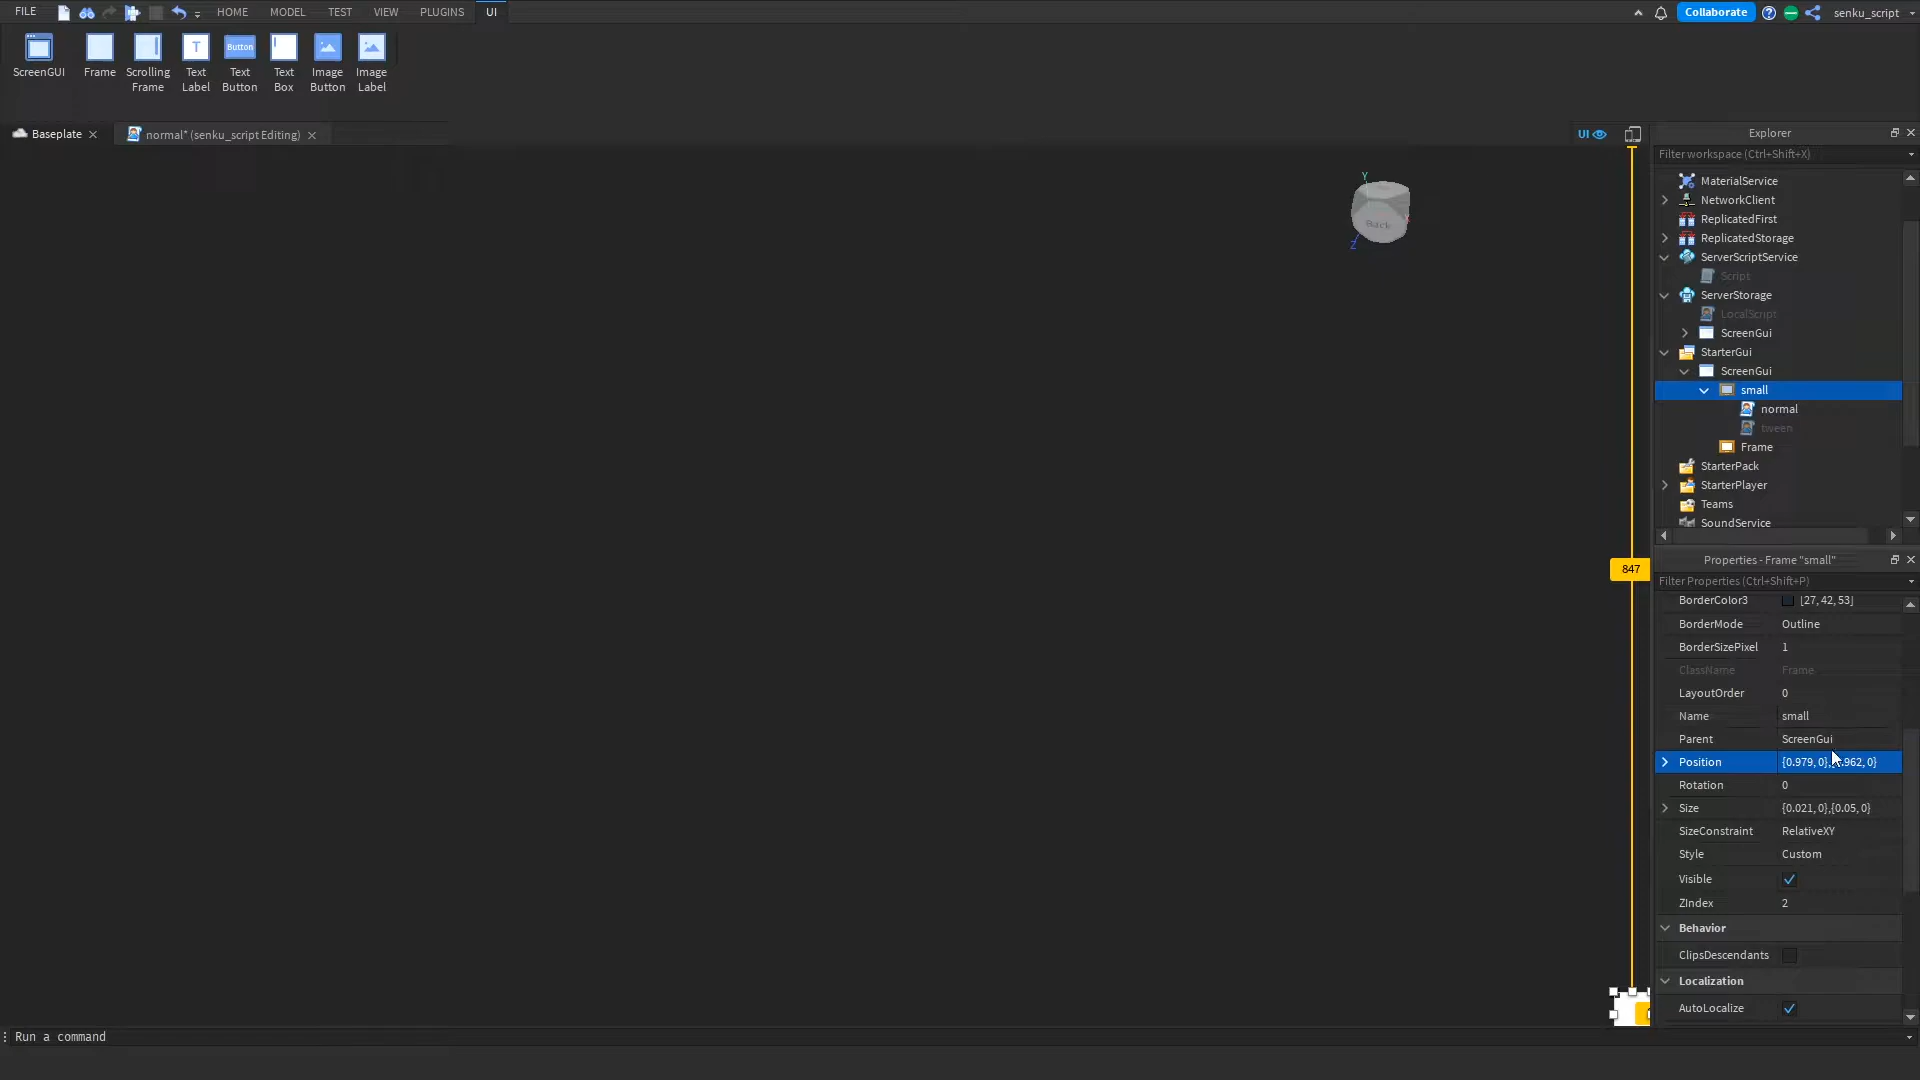 FILE HOME MODEL TEST VIEW PLUGINS UI Collaborate senku_script
ScreenGUI
Frame
Scrolling
Frame
Text
Label
Button
Text
Button
Text
Box
Image
Button
Image
Label
Baseplate normal* (senku_script Editing) UI
Y
Back
Z
847
Explorer
Filter workspace (Ctrl+Shift+X)
MaterialService
NetworkClient
ReplicatedFirst
ReplicatedStorage
ServerScriptService
Script
ServerStorage
LocalScript
ScreenGui
StarterGui
ScreenGui
small
normal
tween
Frame
StarterPack
StarterPlayer
Teams
SoundService
Properties - Frame "small"
Filter Properties (Ctrl+Shift+P)
BorderColor3 [27, 42, 53]
BorderMode Outline
BorderSizePixel 1
ClassName Frame
LayoutOrder 0
Name small
Parent ScreenGui
Position {0.979, 0}, .962, 0}
Rotation 0
Size {0.021, 0},{0.05, 0}
SizeConstraint RelativeXY
Style Custom
Visible
ZIndex 2
Behavior
ClipsDescendants
Localization
AutoLocalize
Run a command